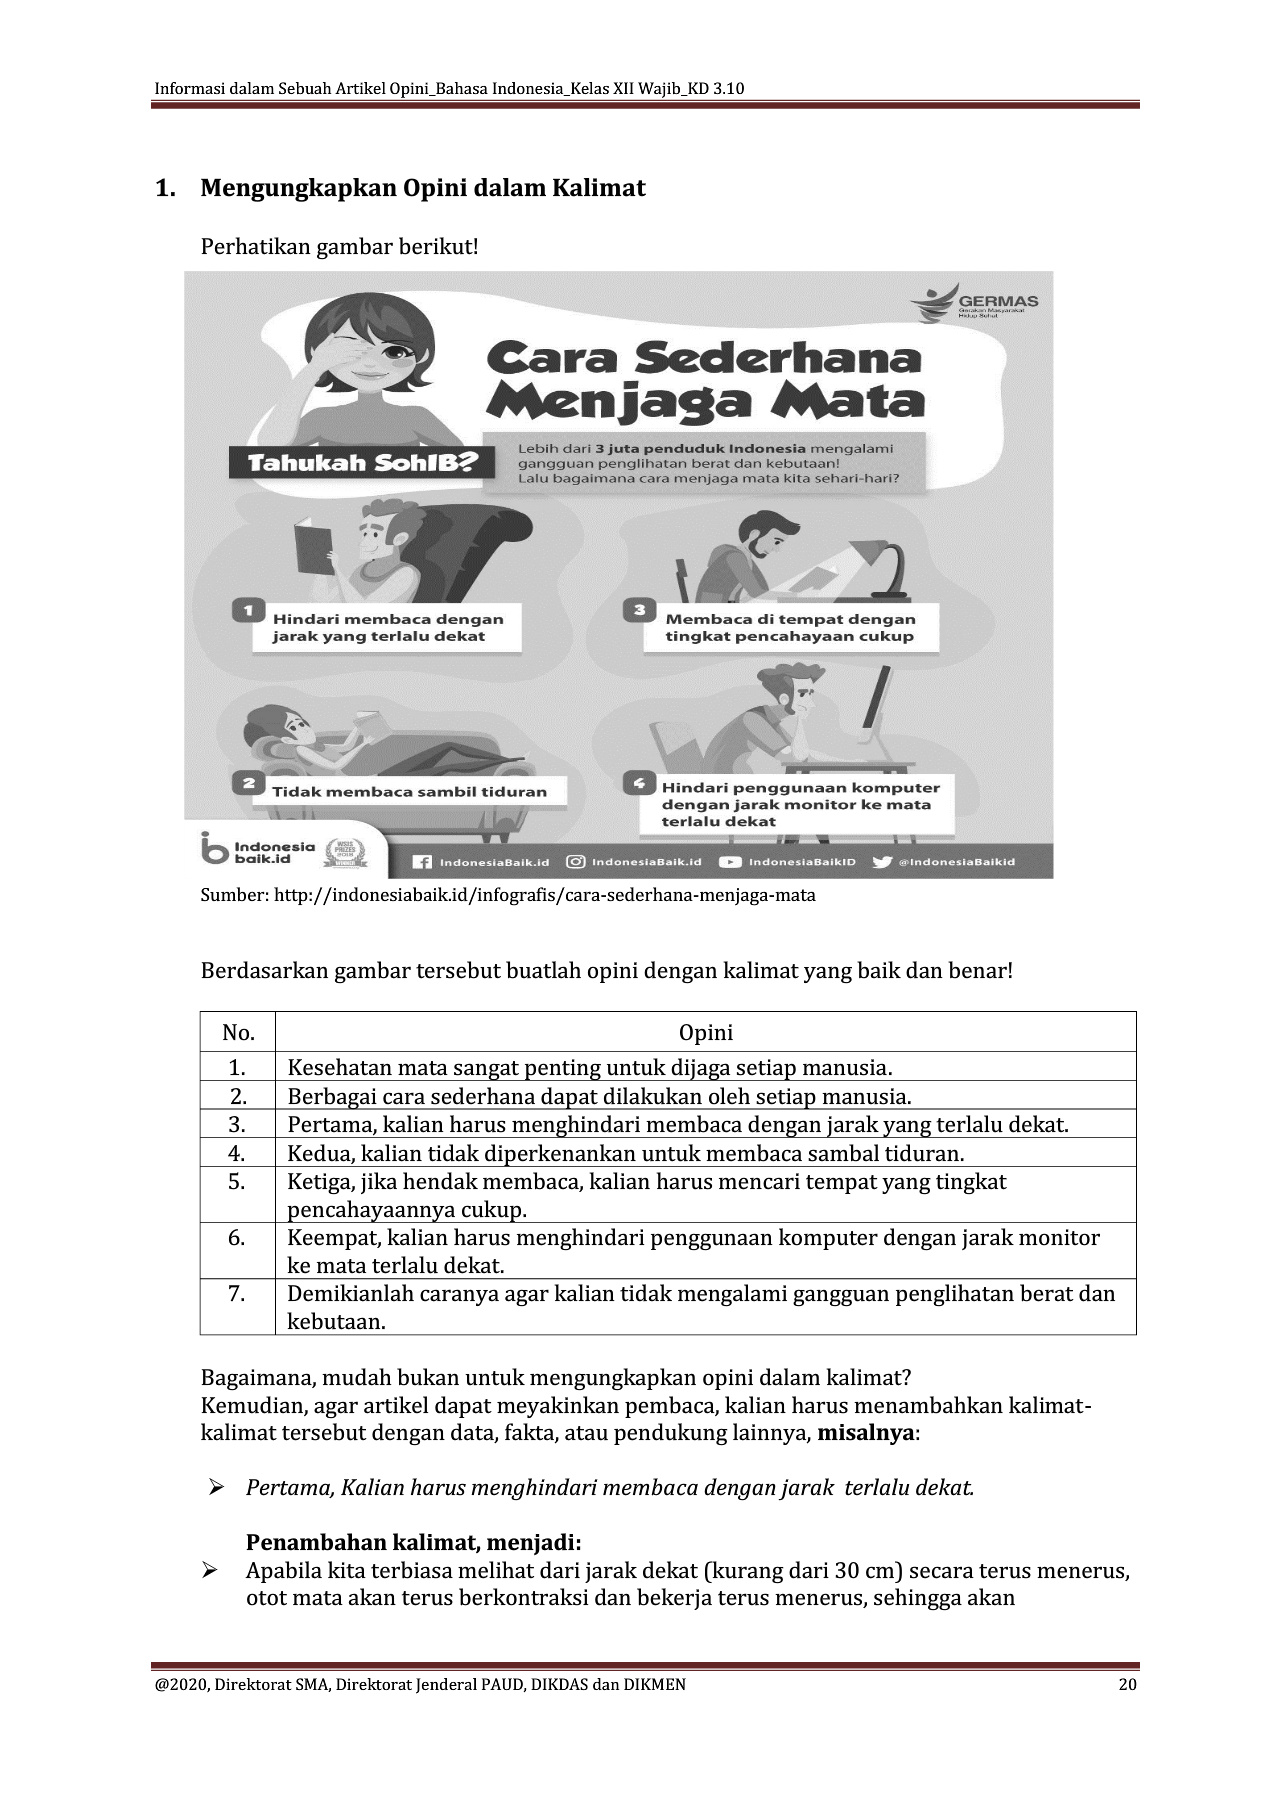 Informasi dalam Sebuah Artikel Opini_Bahasa Indonesia_Kelas XII Wajib_KD 3.10
1. Mengungkapkan Opini dalam Kalimat
Perhatikan gambar berikut!
GERMAS
Gerakan Masyarakat
Hidup Sehat
Cara Sederhana
Menjaga Mata
Tahukah SohIB?
Lebih dari 3 juta penduduk Indonesia mengalami
gangguan penglihatan berat dan kebutaan!
Lalu bagaimana cara menjaga mata kita sehari-hari?
1
Hindari membaca dengan
jarak yang terlalu dekat
3
Membaca di tempat dengan
tingkat pencahayaan cukup
2
Tidak membaca sambil tiduran
4
Hindari penggunaan komputer
dengan jarak monitor ke mata
terlalu dekat
Indonesia
baik.id
WSIS
PRIZES
2018
WINNER
IndonesiaBaik.id IndonesiaBaik.id IndonesiaBaikID @IndonesiaBaikid
Sumber: http://indonesiabaik.id/infografis/cara-sederhana-menjaga-mata
Berdasarkan gambar tersebut buatlah opini dengan kalimat yang baik dan benar!
No. Opini
1. Kesehatan mata sangat penting untuk dijaga setiap manusia.
2. Berbagai cara sederhana dapat dilakukan oleh setiap manusia.
3. Pertama, kalian harus menghindari membaca dengan jarak yang terlalu dekat.
4. Kedua, kalian tidak diperkenankan untuk membaca sambal tiduran.
5. Ketiga, jika hendak membaca, kalian harus mencari tempat yang tingkat
pencahayaannya cukup.
6. Keempat, kalian harus menghindari penggunaan komputer dengan jarak monitor
ke mata terlalu dekat.
7. Demikianlah caranya agar kalian tidak mengalami gangguan penglihatan berat dan
kebutaan.
Bagaimana, mudah bukan untuk mengungkapkan opini dalam kalimat?
Kemudian, agar artikel dapat meyakinkan pembaca, kalian harus menambahkan kalimat-
kalimat tersebut dengan data, fakta, atau pendukung lainnya, misalnya:
➢ Pertama, Kalian harus menghindari membaca dengan jarak terlalu dekat.
Penambahan kalimat, menjadi:
➢ Apabila kita terbiasa melihat dari jarak dekat (kurang dari 30 cm) secara terus menerus,
otot mata akan terus berkontraksi dan bekerja terus menerus, sehingga akan
@2020, Direktorat SMA, Direktorat Jenderal PAUD, DIKDAS dan DIKMEN 20